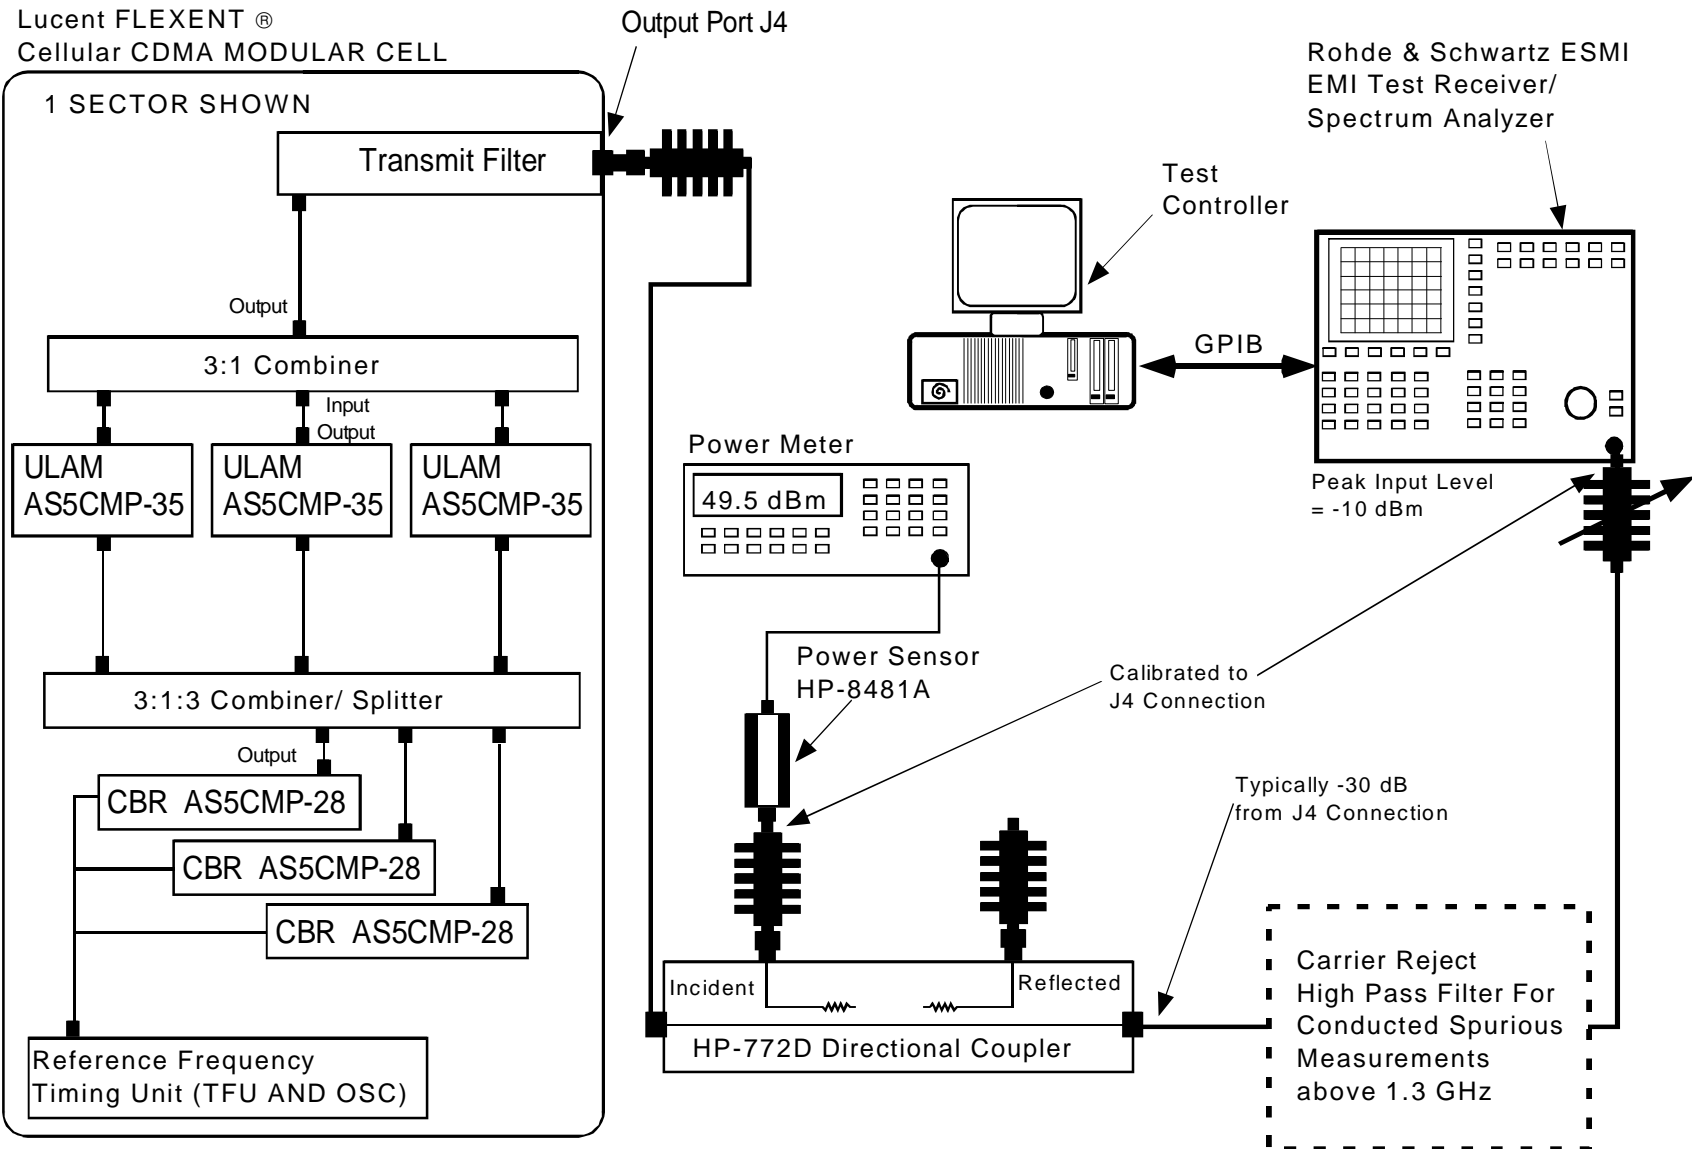 Lucent FLEXENT ®
Cellular CDMA MODULAR CELL
1 SECTOR SHOWN
Output Port J4
Transmit Filter
Output
3:1 Combiner
Input
Output
ULAM
AS5CMP-35
ULAM
AS5CMP-35
ULAM
AS5CMP-35
3:1:3 Combiner/ Splitter
Output
CBR AS5CMP-28
CBR AS5CMP-28
CBR AS5CMP-28
Reference Frequency
Timing Unit (TFU AND OSC)
Rohde & Schwartz ESMI
EMI Test Receiver/
Spectrum Analyzer
Test
Controller
GPIB
Power Meter
49.5 dBm
Peak Input Level
= -10 dBm
Power Sensor
HP-8481A
Calibrated to
J4 Connection
Typically -30 dB
from J4 Connection
Incident
Reflected
HP-772D Directional Coupler
Carrier Reject
High Pass Filter For
Conducted Spurious
Measurements
above 1.3 GHz